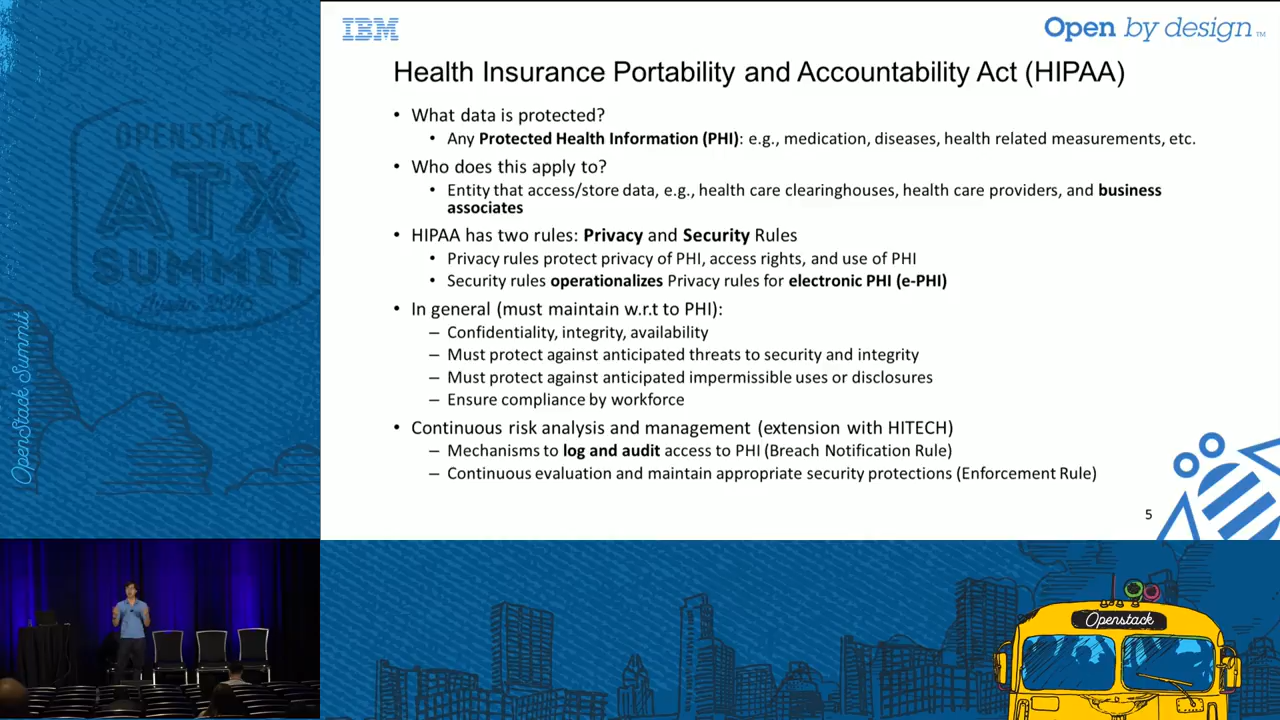 IBM
Open by design TM
Health Insurance Portability and Accountability Act (HIPAA)
• What data is protected?
• Any Protected Health Information (PHI): e.g., medication, diseases, health related measurements, etc.
• Who does this apply to?
• Entity that access/store data, e.g., health care clearinghouses, health care providers, and business
associates
• HIPAA has two rules: Privacy and Security Rules
• Privacy rules protect privacy of PHI, access rights, and use of PHI
• Security rules operationalizes Privacy rules for electronic PHI (e-PHI)
• In general (must maintain w.r.t to PHI):
– Confidentiality, integrity, availability
– Must protect against anticipated threats to security and integrity
– Must protect against anticipated impermissible uses or disclosures
– Ensure compliance by workforce
• Continuous risk analysis and management (extension with HITECH)
– Mechanisms to log and audit access to PHI (Breach Notification Rule)
– Continuous evaluation and maintain appropriate security protections (Enforcement Rule)
5
OPENSTACK
ATX
SUMMIT
OpenStack Summit
Openstack